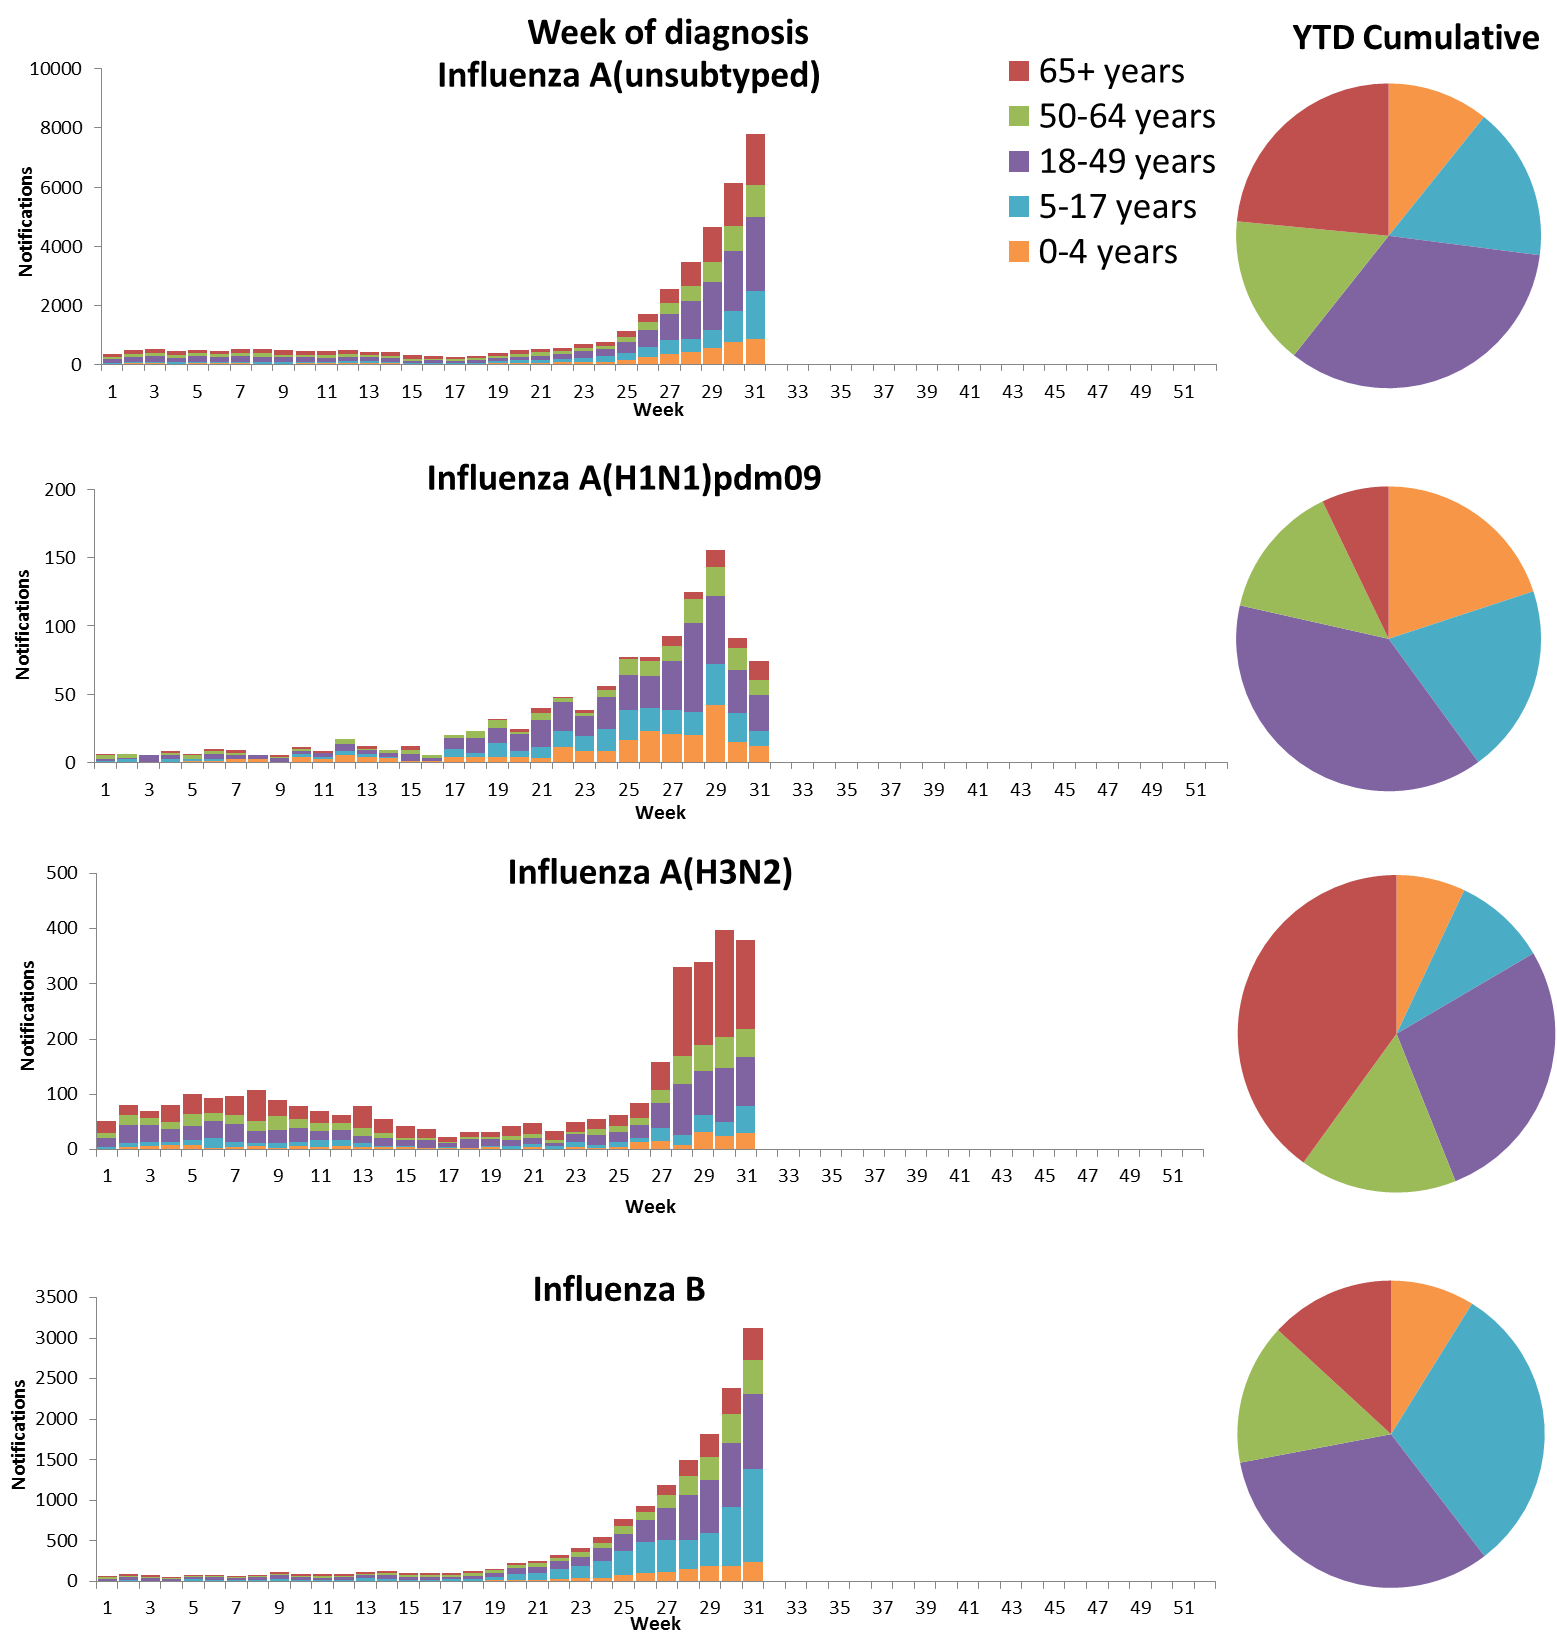 Week of diagnosis
Influenza A(unsubtyped)
YTD Cumulative
65+ years
50-64 years
18-49 years
5-17 years
0-4 years
Notifications
10000
8000
6000
4000
2000
0
1 3 5 7 9 11 13 15 17 19 21 23 25 27 29 31 33 35 37 39 41 43 45 47 49 51
Week
Influenza A(H1N1)pdm09
Notifications
200
150
100
50
0
1 3 5 7 9 11 13 15 17 19 21 23 25 27 29 31 33 35 37 39 41 43 45 47 49 51
Week
Influenza A(H3N2)
Notifications
500
400
300
200
100
0
1 3 5 7 9 11 13 15 17 19 21 23 25 27 29 31 33 35 37 39 41 43 45 47 49 51
Week
Influenza B
Notifications
3500
3000
2500
2000
1500
1000
500
0
1 3 5 7 9 11 13 15 17 19 21 23 25 27 29 31 33 35 37 39 41 43 45 47 49 51
Week